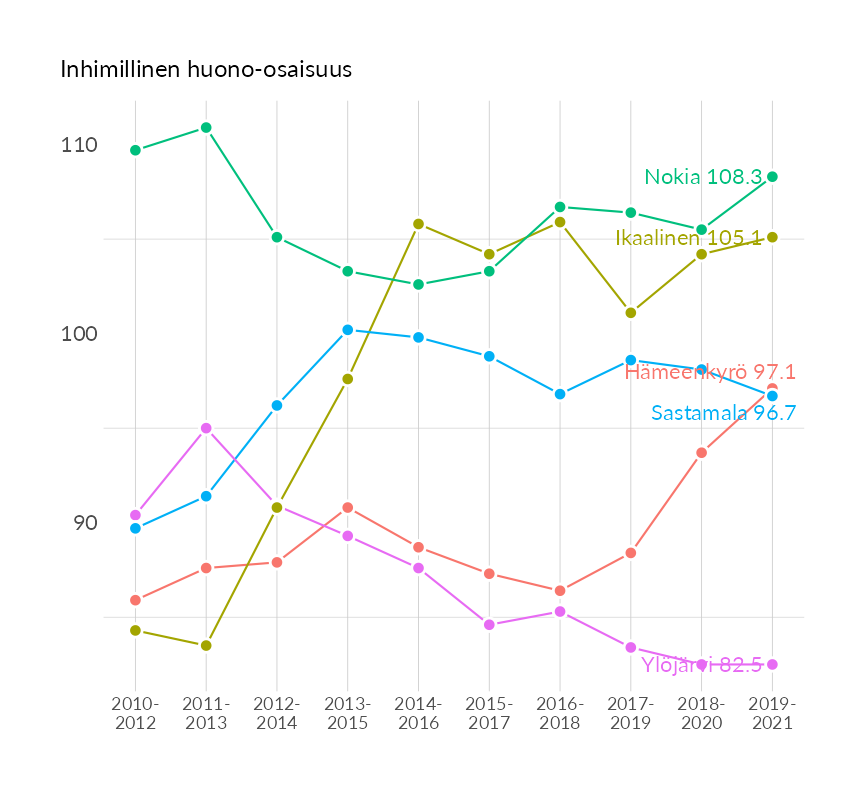 Inhimillinen huono-osaisuus
110
Nokia 108.3
Ikaalinen 105.1
100
Hämeenkyrö 97.1
Sastamala 96.7
90
Ylöjärvi 82.5
2010- 2011- 2012- 2013- 2014- 2015- 2016- 2017- 2018- 2019-
2012 2013 2014 2015 2016 2017 2018 2019 2020 2021